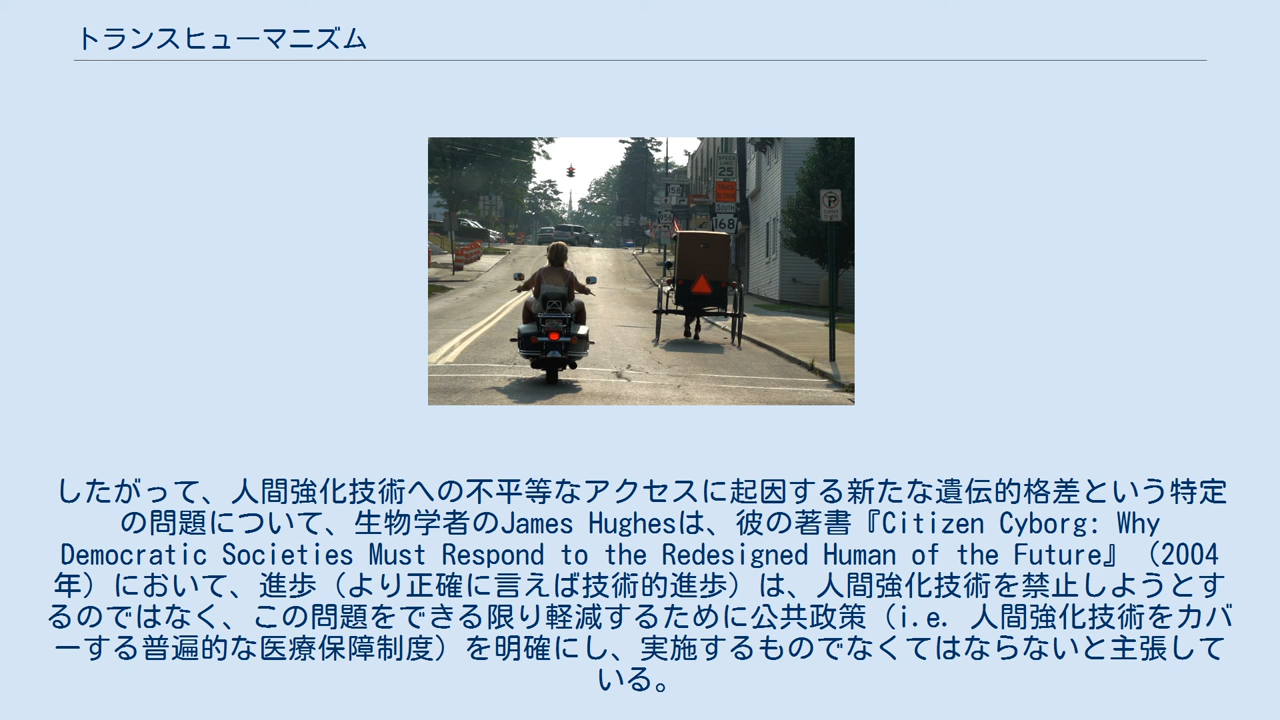 トランスヒューマニズム
SPEED
LIMIT
25
158
SOUTH
168
P
したがって、人間強化技術への不平等なアクセスに起因する新たな遺伝的格差という特定
の問題について、生物学者のJames Hughesは、彼の著書『Citizen Cyborg: Why
Democratic Societies Must Respond to the Redesigned Human of the Future』（2004
年）において、進歩（より正確に言えば技術的進歩）は、人間強化技術を禁止しようとす
るのではなく、この問題をできる限り軽減するために公共政策（i.e. 人間強化技術をカバ
ーする普遍的な医療保障制度）を明確にし、実施するものでなくてはならないと主張して
いる。